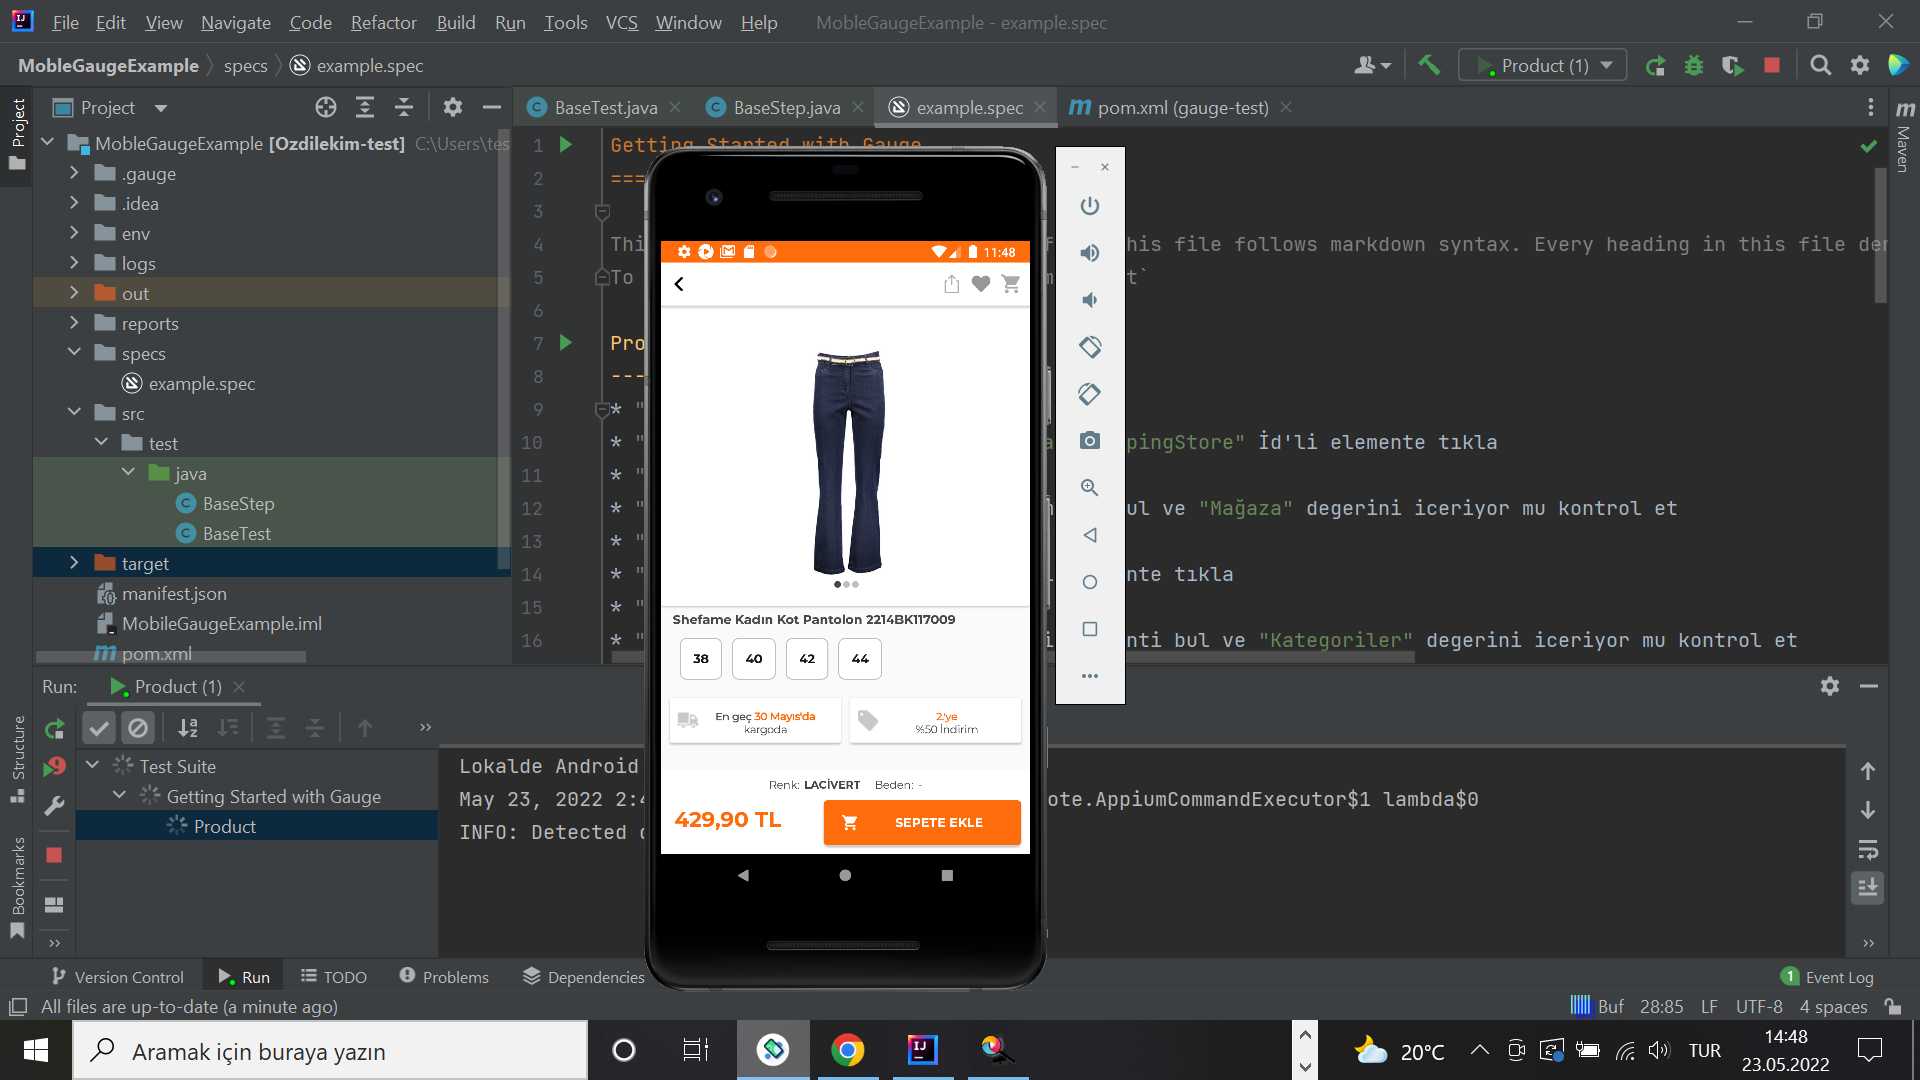 File Edit View Navigate Code Refactor Build Run Tools VCS Window Help MobleGaugeExample - example.spec
MobleGaugeExample specs example.spec
Product (1)
Project
BaseTest.java BaseStep.java example.spec pom.xml (gauge-test)
Project
Maven
MobleGaugeExample [Ozdilekim-test] C:\Users\tes
.gauge
.idea
env
logs
out
reports
specs
example.spec
src
test
java
BaseStep
BaseTest
target
manifest.json
MobileGaugeExample.iml
pom.xml
1 Getting Started with Gauge
2 ===
3
4 Thi his file follows markdown syntax. Every heading in this file den
5 To t`
6
7 Pro
8 ---
9 * "
10 * " pingStore" İd'li elemente tıkla
11 * "
12 * " ul ve "Mağaza" degerini iceriyor mu kontrol et
13 * "
14 * " nte tıkla
15 * "
16 * " nti bul ve "Kategoriler" degerini iceriyor mu kontrol et
11:48
Shefame Kadın Kot Pantolon 2214BK117009
38 40 42 44
En geç 30 Mayıs'da
kargoda
2.'ye
%50 İndirim
Renk: LACİVERT Beden: -
429,90 TL
SEPETE EKLE
Run: Product (1)
Test Suite
Getting Started with Gauge
Product
Lokalde Android
May 23, 2022 2:4 ote.AppiumCommandExecutor$1 lambda$0
INFO: Detected
Structure
Bookmarks
Version Control Run TODO Problems Dependencies
1 Event Log
All files are up-to-date (a minute ago)
Buf 28:85 LF UTF-8 4 spaces
Aramak için buraya yazın
20°C
TUR
14:48
23.05.2022